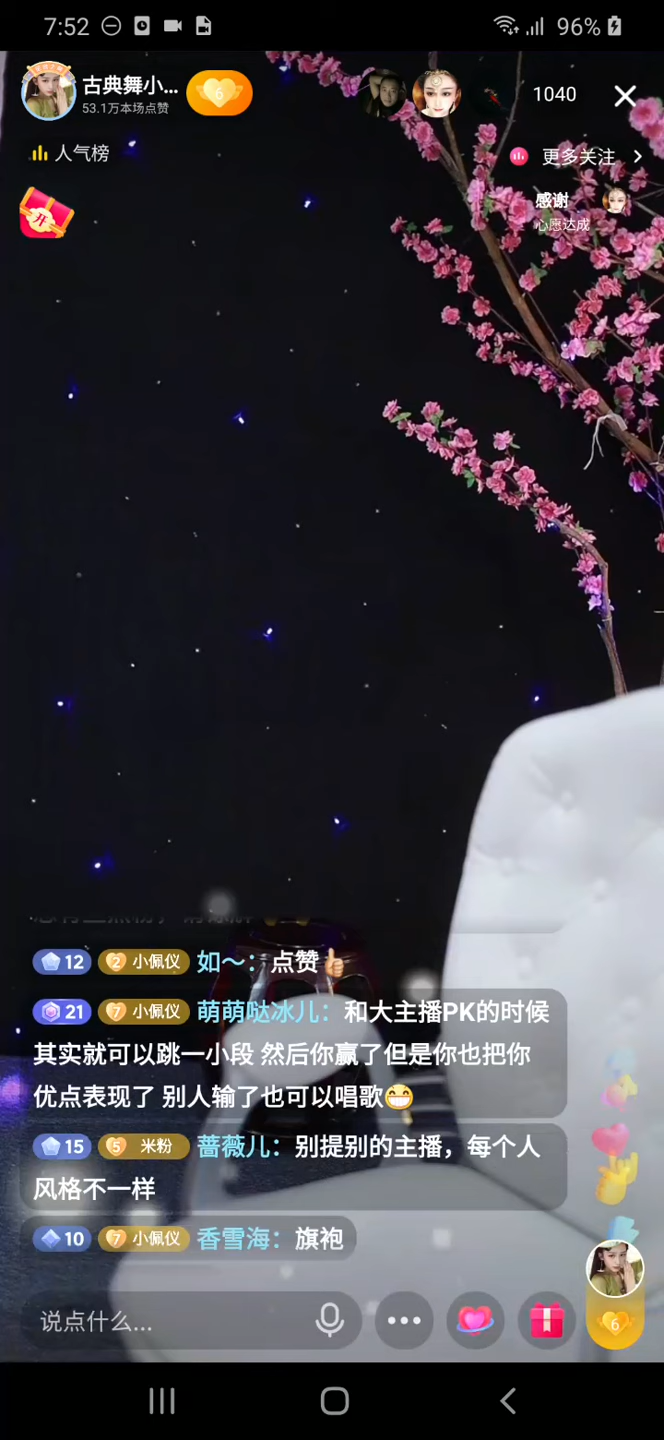 7:52
96%
古典舞小...
53.1万本场点赞
6
1040
人气榜
更多关注
开
感谢
心愿达成
12 2 小佩仪 如～：点赞👍
21 7 小佩仪 萌萌哒冰儿：和大主播PK的时候
其实就可以跳一小段 然后你赢了但是你也把你
优点表现了 别人输了也可以唱歌😁
15 5 米粉 蔷薇儿：别提别的主播，每个人
风格不一样
10 7 小佩仪 香雪海：旗袍
说点什么...
6